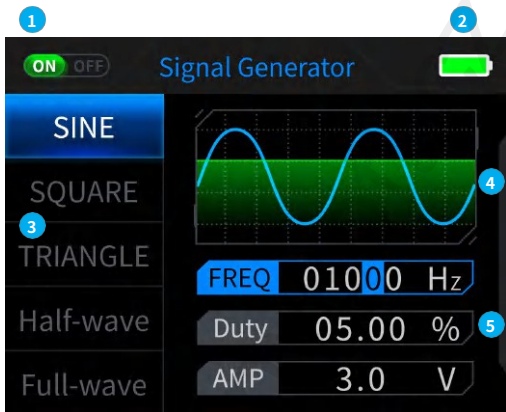 1 2
ON OFF Signal Generator
SINE
SQUARE
3
TRIANGLE
Half-wave
Full-wave
4
FREQ 01000 Hz
Duty 05.00 % 5
AMP 3.0 V